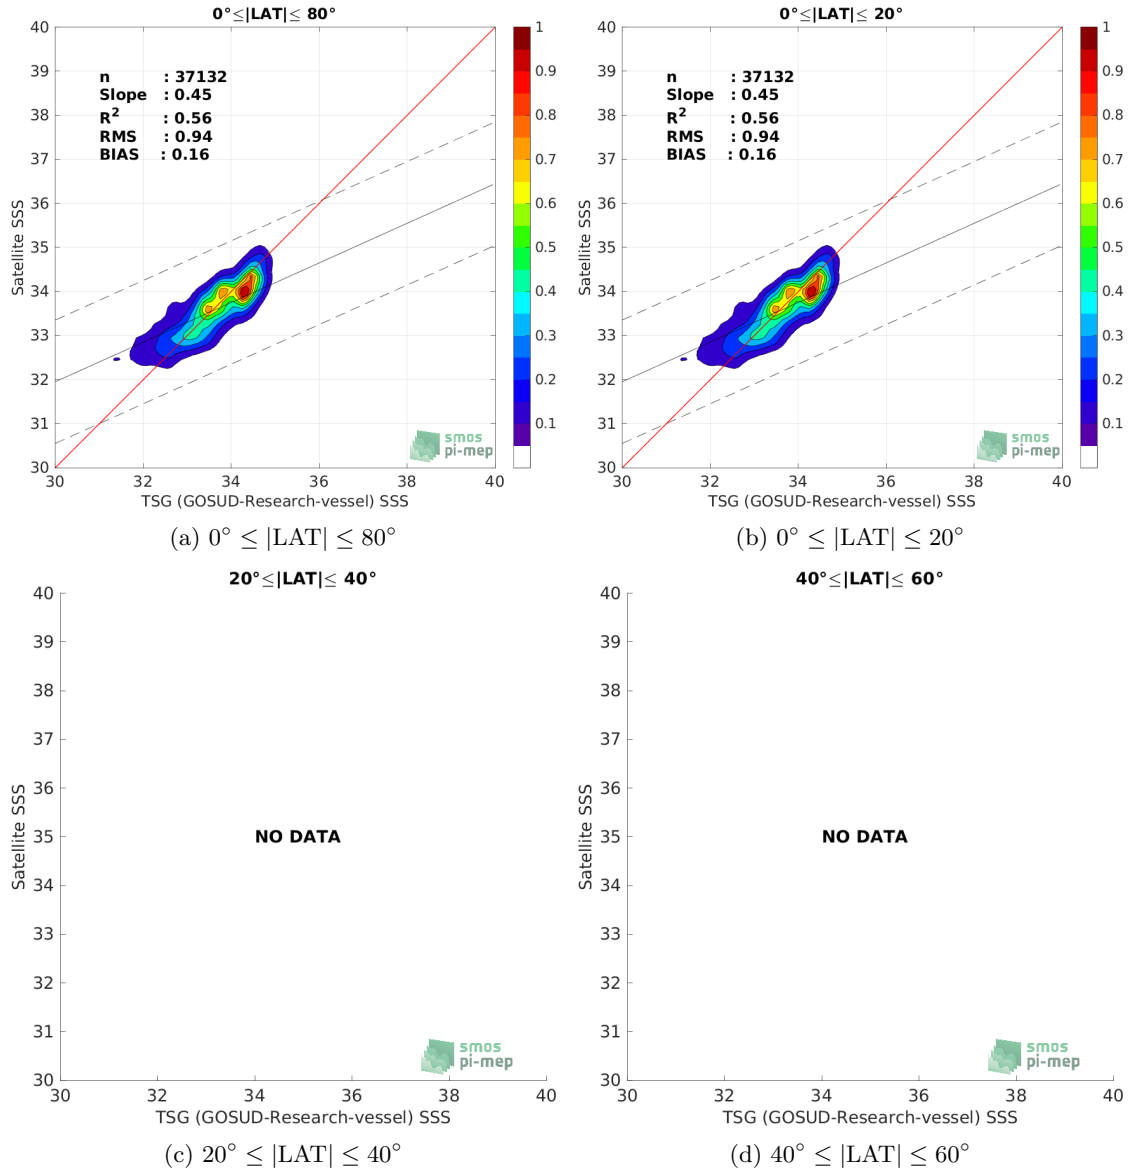 0°≤|LAT|≤ 80°
40
39
38
37
36
35
34
33
32
31
30
Satellite SSS
n : 37132
Slope : 0.45
R² : 0.56
RMS : 0.94
BIAS : 0.16
smos
pi-mep
30 32 34 36 38 40
TSG (GOSUD-Research-vessel) SSS
1
0.9
0.8
0.7
0.6
0.5
0.4
0.3
0.2
0.1
(a) 0° ≤ |LAT| ≤ 80°
0°≤|LAT|≤ 20°
40
39
38
37
36
35
34
33
32
31
30
Satellite SSS
n : 37132
Slope : 0.45
R² : 0.56
RMS : 0.94
BIAS : 0.16
smos
pi-mep
30 32 34 36 38 40
TSG (GOSUD-Research-vessel) SSS
1
0.9
0.8
0.7
0.6
0.5
0.4
0.3
0.2
0.1
(b) 0° ≤ |LAT| ≤ 20°
20°≤|LAT|≤ 40°
40
39
38
37
36
35
34
33
32
31
30
Satellite SSS
NO DATA
smos
pi-mep
30 32 34 36 38 40
TSG (GOSUD-Research-vessel) SSS
(c) 20° ≤ |LAT| ≤ 40°
40°≤|LAT|≤ 60°
40
39
38
37
36
35
34
33
32
31
30
Satellite SSS
NO DATA
smos
pi-mep
30 32 34 36 38 40
TSG (GOSUD-Research-vessel) SSS
(d) 40° ≤ |LAT| ≤ 60°